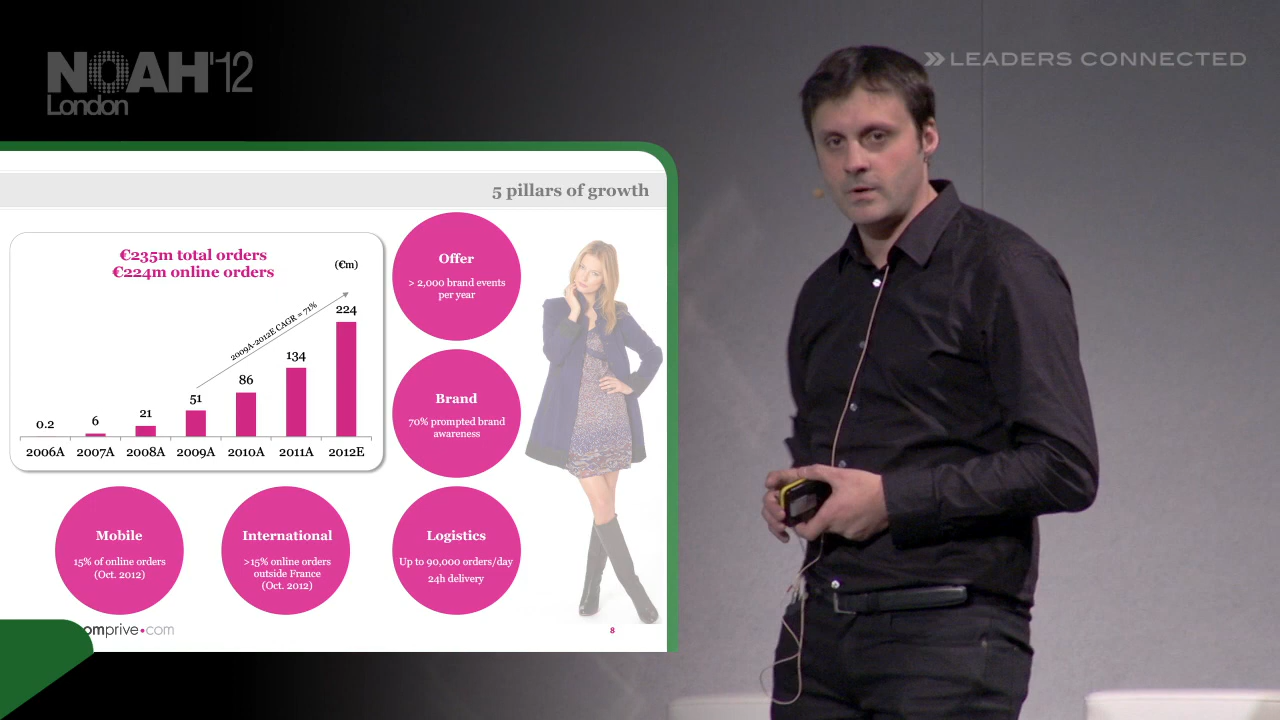 NOAH'12
London
LEADERS CONNECTED
5 pillars of growth
€235m total orders
€224m online orders
(€m)
2009A-2012E CAGR = 71%
0.2
6
21
51
86
134
224
2006A 2007A 2008A 2009A 2010A 2011A 2012E
Offer
> 2,000 brand events
per year
Brand
70% prompted brand
awareness
Mobile
15% of online orders
(Oct. 2012)
International
>15% online orders
outside France
(Oct. 2012)
Logistics
Up to 90,000 orders/day
24h delivery
omprive•com
8